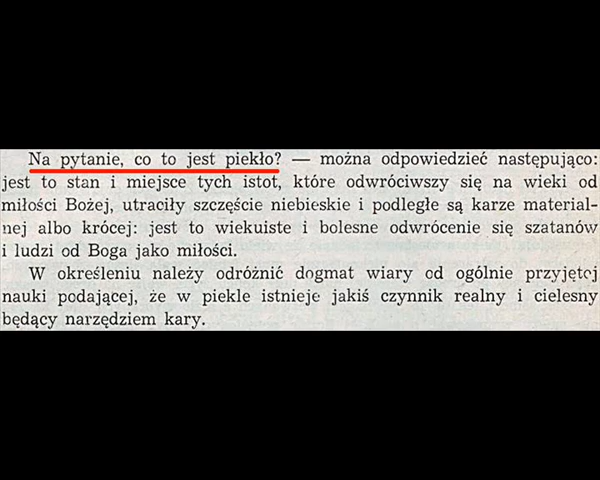 Na pytanie, co to jest piekło? — można odpowiedzieć następująco:
jest to stan i miejsce tych istot, które odwróciwszy się na wieki od
miłości Bożej, utraciły szczęście niebieskie i podległe są karze material-
nej albo krócej: jest to wiekuiste i bolesne odwrócenie się szatanów
i ludzi od Boga jako miłości.
W określeniu należy odróżnić dogmat wiary od ogólnie przyjętej
nauki podającej, że w piekle istnieje jakiś czynnik realny i cielesny
będący narzędziem kary.